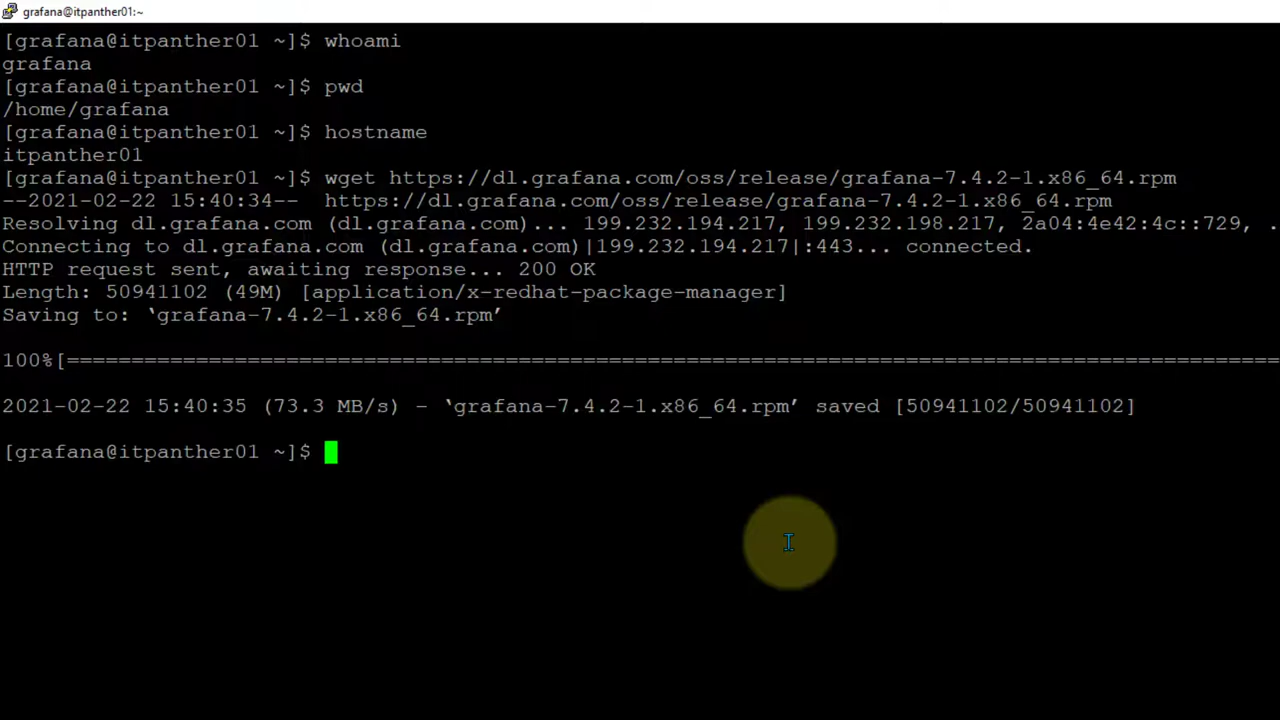 grafana@itpanther01:~
[grafana@itpanther01 ~]$ whoami
grafana
[grafana@itpanther01 ~]$ pwd
/home/grafana
[grafana@itpanther01 ~]$ hostname
itpanther01
[grafana@itpanther01 ~]$ wget https://dl.grafana.com/oss/release/grafana-7.4.2-1.x86_64.rpm
--2021-02-22 15:40:34--  https://dl.grafana.com/oss/release/grafana-7.4.2-1.x86_64.rpm
Resolving dl.grafana.com (dl.grafana.com)... 199.232.194.217, 199.232.198.217, 2a04:4e42:4c::729, .
Connecting to dl.grafana.com (dl.grafana.com)|199.232.194.217|:443... connected.
HTTP request sent, awaiting response... 200 OK
Length: 50941102 (49M) [application/x-redhat-package-manager]
Saving to: ‘grafana-7.4.2-1.x86_64.rpm’
100%[==============================================================================================
2021-02-22 15:40:35 (73.3 MB/s) - ‘grafana-7.4.2-1.x86_64.rpm’ saved [50941102/50941102]
[grafana@itpanther01 ~]$